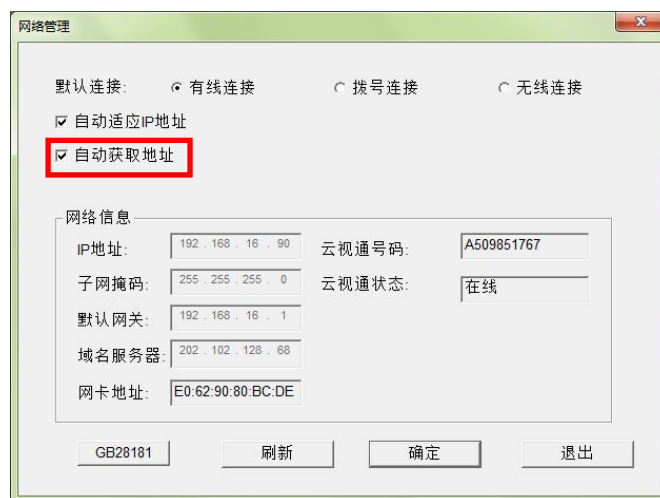 网络管理
默认连接: 有线连接 拨号连接 无线连接
自动适应IP地址
自动获取地址
网络信息
IP地址: 192 . 168 . 16 . 90 云视通号码: A509851767
子网掩码: 255 . 255 . 255 . 0 云视通状态: 在线
默认网关: 192 . 168 . 16 . 1
域名服务器: 202 . 102 . 128 . 68
网卡地址: E0:62:90:80:BC:DE
GB28181 刷新 确定 退出